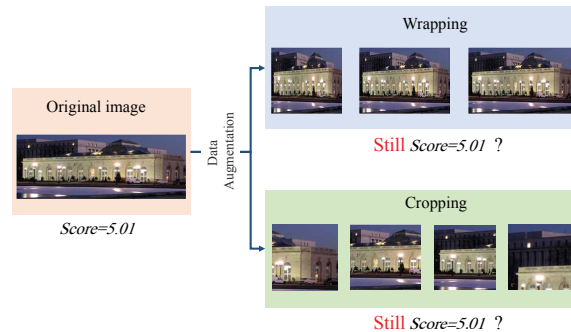 Original image
Score=5.01
Data
Augmentation
Wrapping
Still Score=5.01 ?
Cropping
Still Score=5.01 ?